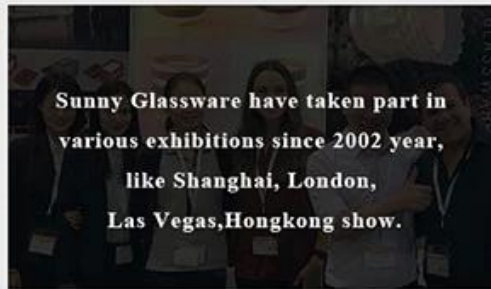 Sunny Glassware have taken part in
various exhibitions since 2002 year,
like Shanghai, London,
Las Vegas,Hongkong show.